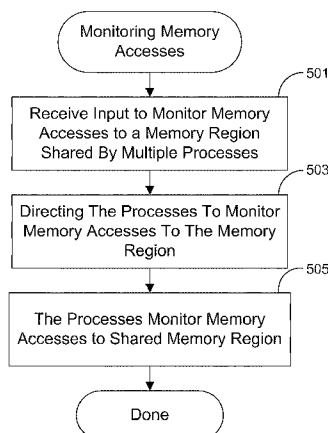 Monitoring Memory
Accesses
501
Receive Input to Monitor Memory
Accesses to a Memory Region
Shared By Multiple Processes
503
Directing The Processes To Monitor
Memory Accesses To The Memory
Region
505
The Processes Monitor Memory
Accesses to Shared Memory Region
Done